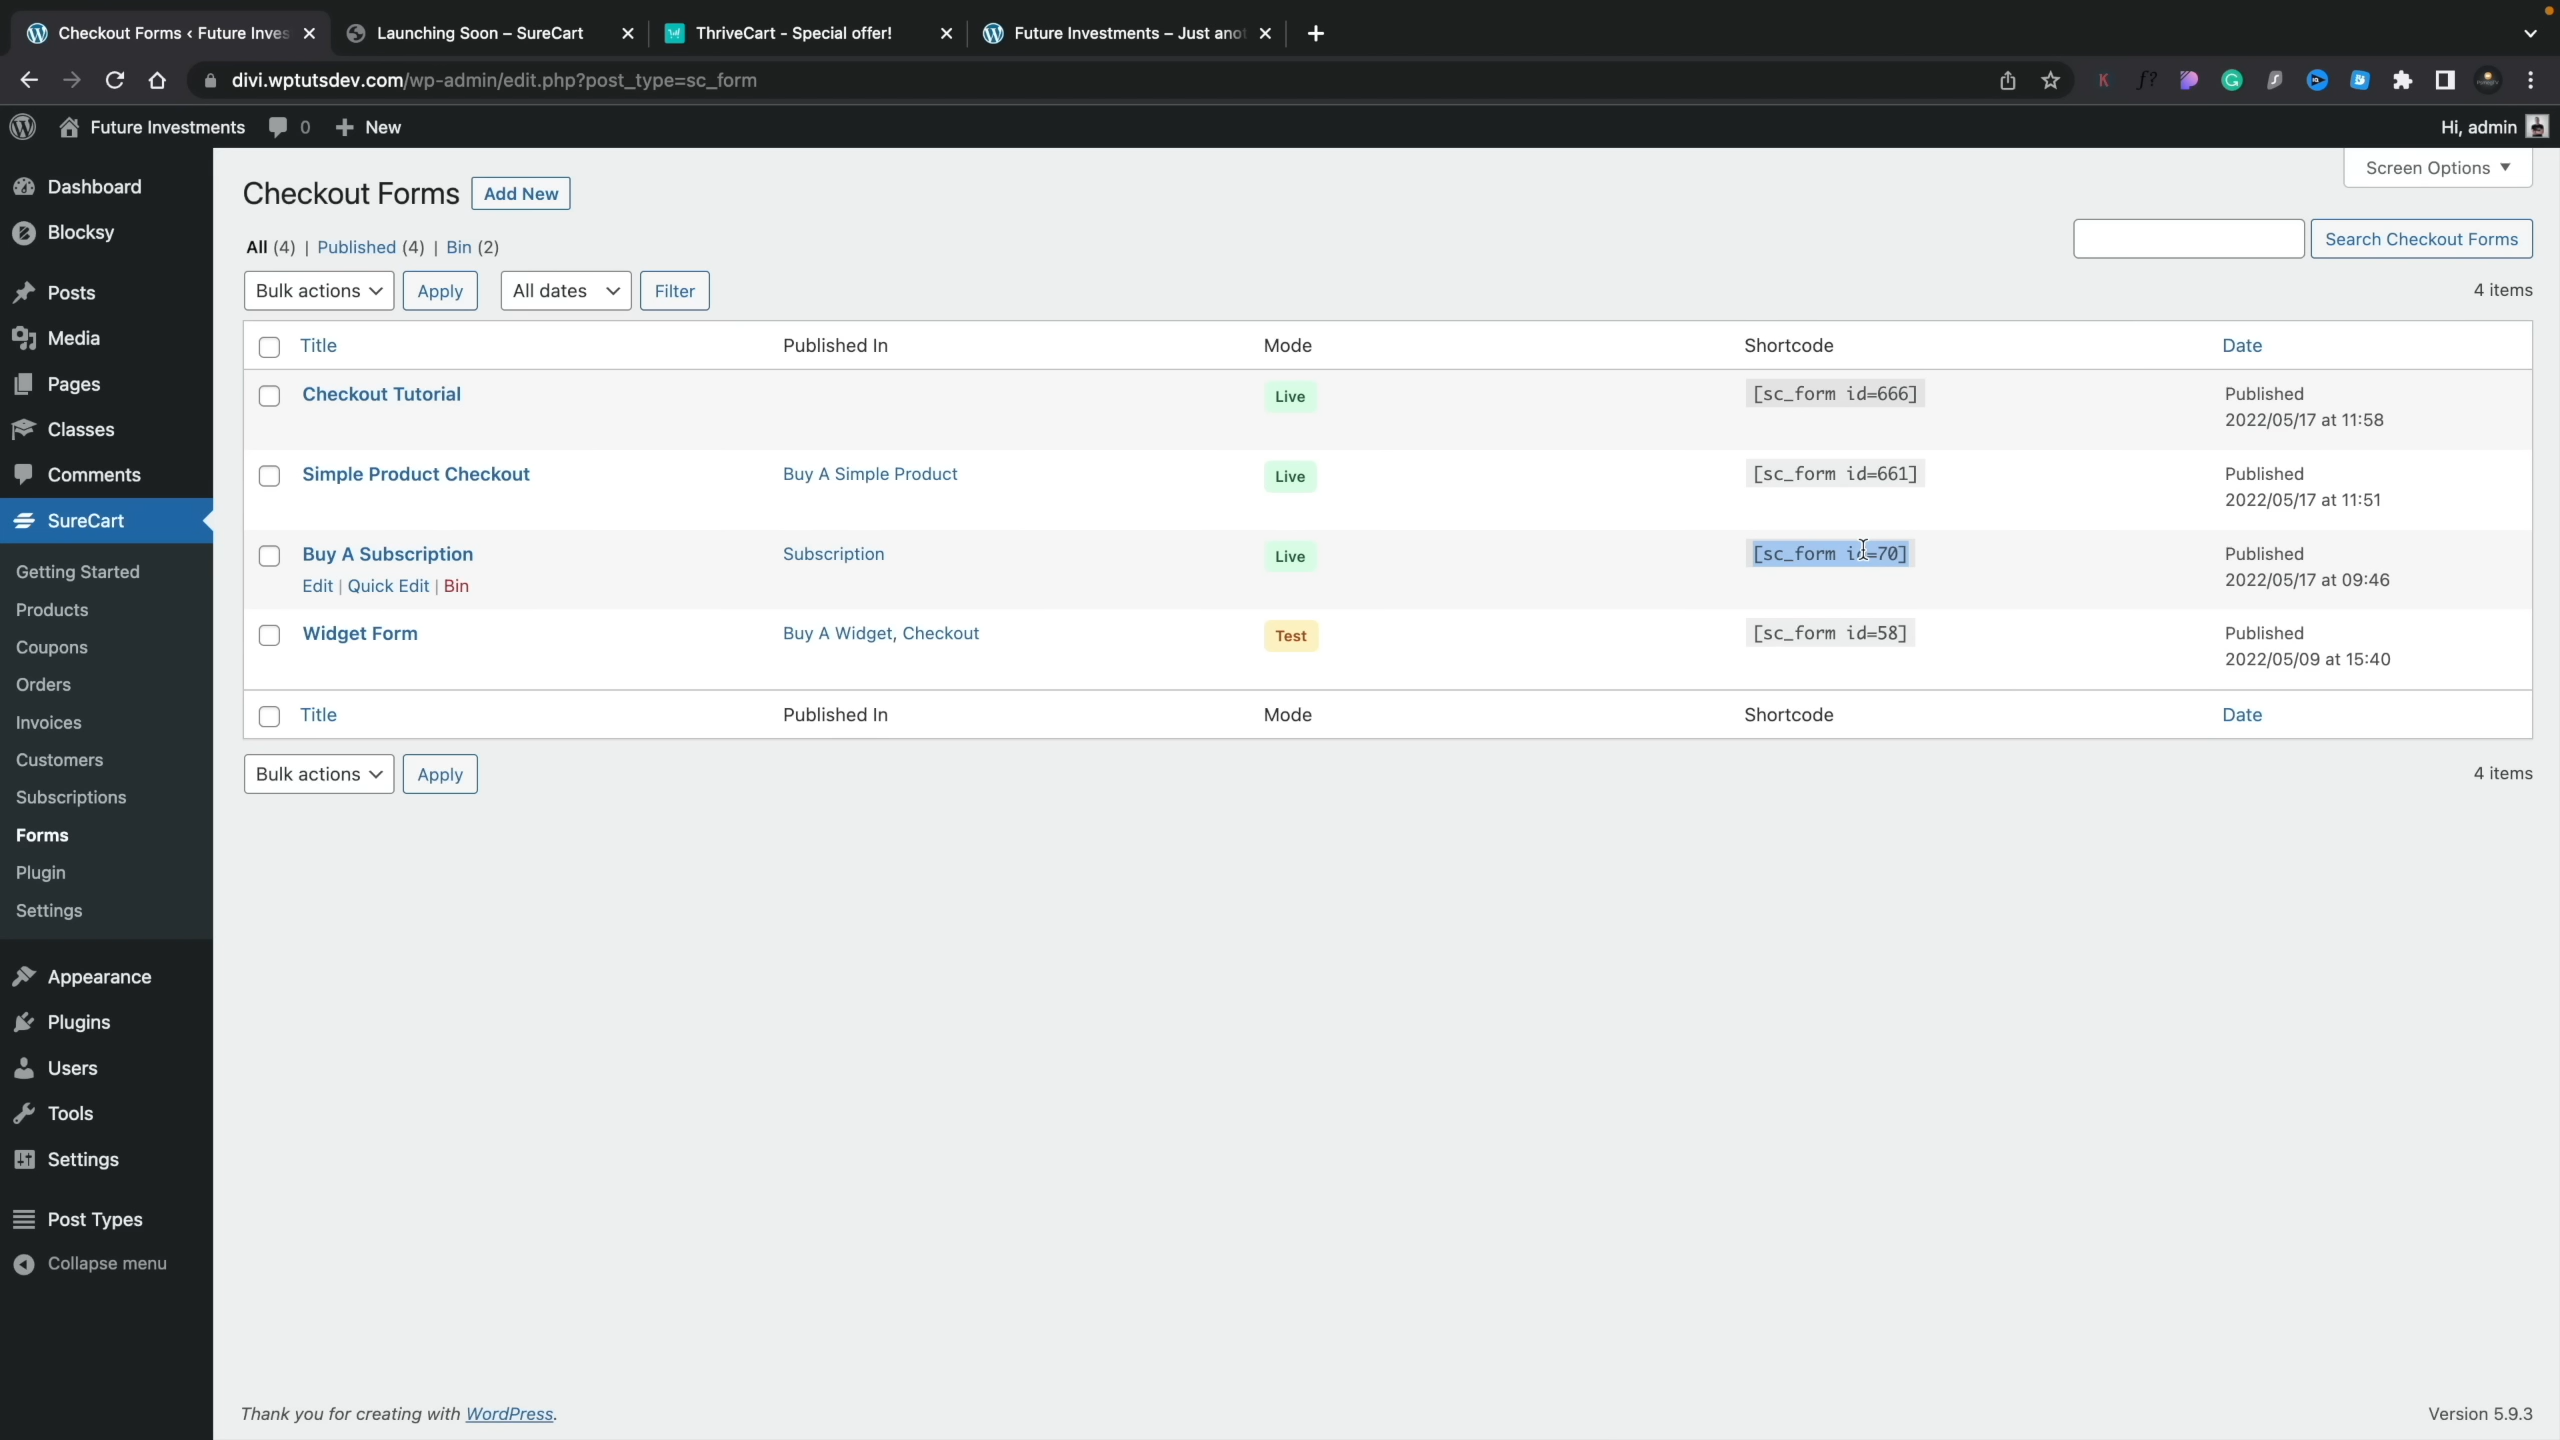 Checkout Forms ‹ Future Inves
Launching Soon – SureCart
ThriveCart - Special offer!
Future Investments – Just anot
divi.wptutsdev.com/wp-admin/edit.php?post_type=sc_form
Future Investments
0
New
Hi, admin
Screen Options
Dashboard
Blocksy
Posts
Media
Pages
Classes
Comments
SureCart
Getting Started
Products
Coupons
Orders
Invoices
Customers
Subscriptions
Forms
Plugin
Settings
Appearance
Plugins
Users
Tools
Settings
Post Types
Collapse menu
Checkout Forms Add New
All (4) | Published (4) | Bin (2)
Search Checkout Forms
Bulk actions Apply All dates Filter 4 items
Title Published In Mode Shortcode Date
Checkout Tutorial Live [sc_form id=666] Published
2022/05/17 at 11:58
Simple Product Checkout Buy A Simple Product Live [sc_form id=661] Published
2022/05/17 at 11:51
Buy A Subscription Subscription Live [sc_form id=70] Published
Edit | Quick Edit | Bin 2022/05/17 at 09:46
Widget Form Buy A Widget, Checkout Test [sc_form id=58] Published
2022/05/09 at 15:40
Title Published In Mode Shortcode Date
Bulk actions Apply 4 items
Thank you for creating with WordPress. Version 5.9.3